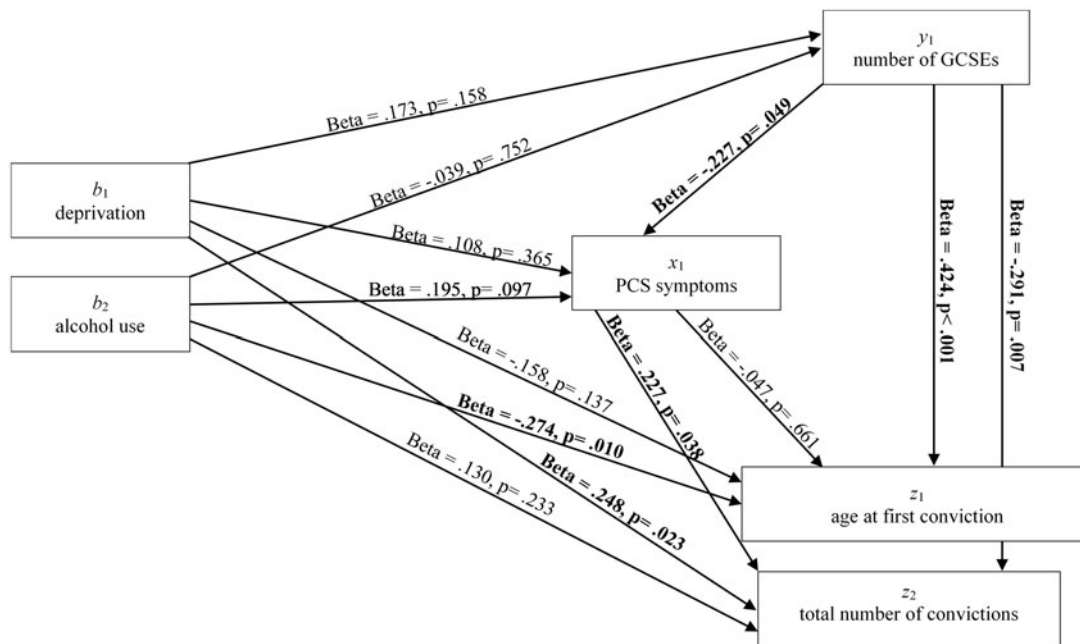 y₁
number of GCSEs
Beta = .173, p= .158
Beta = -.039, p= .752
Beta = -.227, p= .049
b₁
deprivation
Beta = .424, p< .001
Beta = -.291, p= .007
Beta = .108, p= .365
x₁
PCS symptoms
b₂
alcohol use
Beta = .195, p= .097
Beta = -.158, p= .137
Beta = .227, p= .038
Beta = -.047, p= .661
Beta = -.274, p= .010
Beta = .130, p= .233
Beta = .248, p= .023
z₁
age at first conviction
z₂
total number of convictions